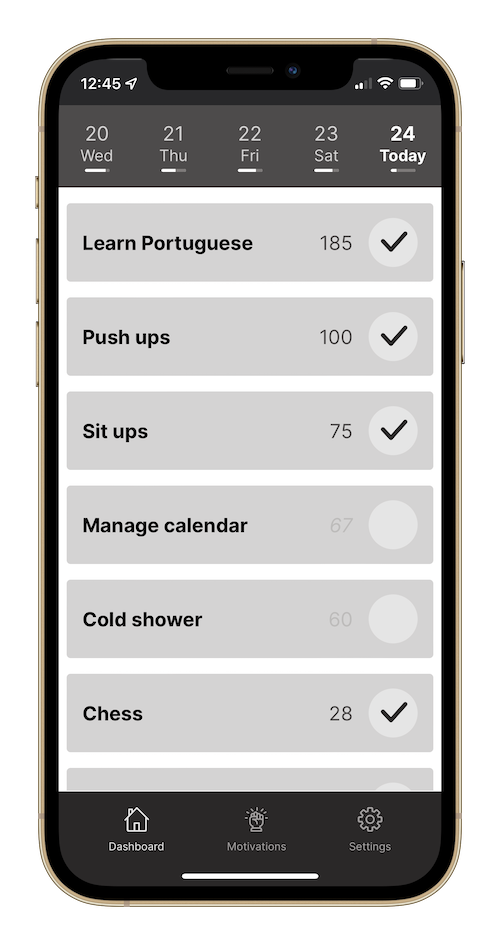 12:45
20 21 22 23 24
Wed Thu Fri Sat Today
Learn Portuguese 185
Push ups 100
Sit ups 75
Manage calendar 67
Cold shower 60
Chess 28
Dashboard Motivations Settings